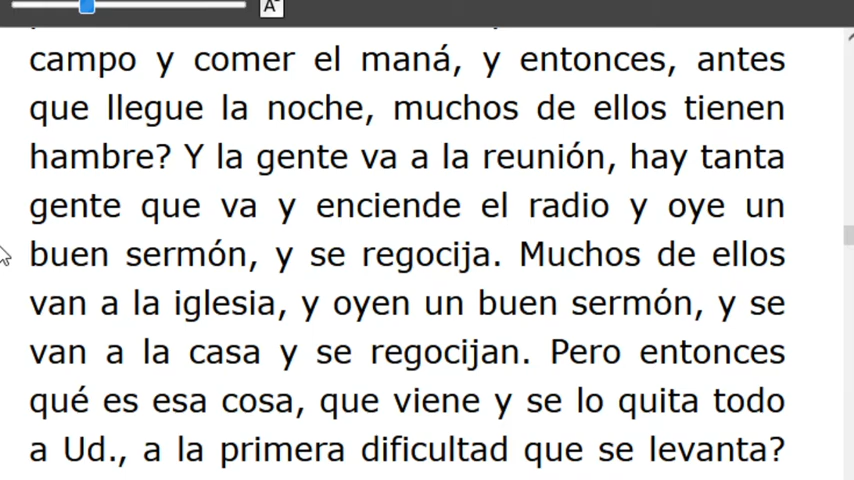 A
campo y comer el maná, y entonces, antes
que llegue la noche, muchos de ellos tienen
hambre? Y la gente va a la reunión, hay tanta
gente que va y enciende el radio y oye un
buen sermón, y se regocija. Muchos de ellos
van a la iglesia, y oyen un buen sermón, y se
van a la casa y se regocijan. Pero entonces
qué es esa cosa, que viene y se lo quita todo
a Ud., a la primera dificultad que se levanta?